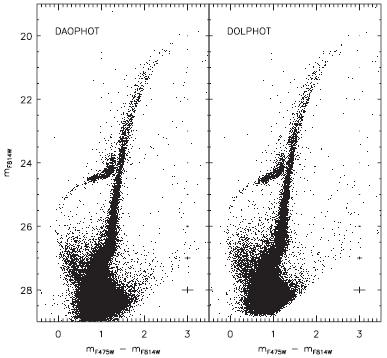 DAOPHOT
DOLPHOT
20
22
24
26
28
m_F814W
0 1 2 3
0 1 2 3
m_F475W − m_F814W
m_F475W − m_F814W